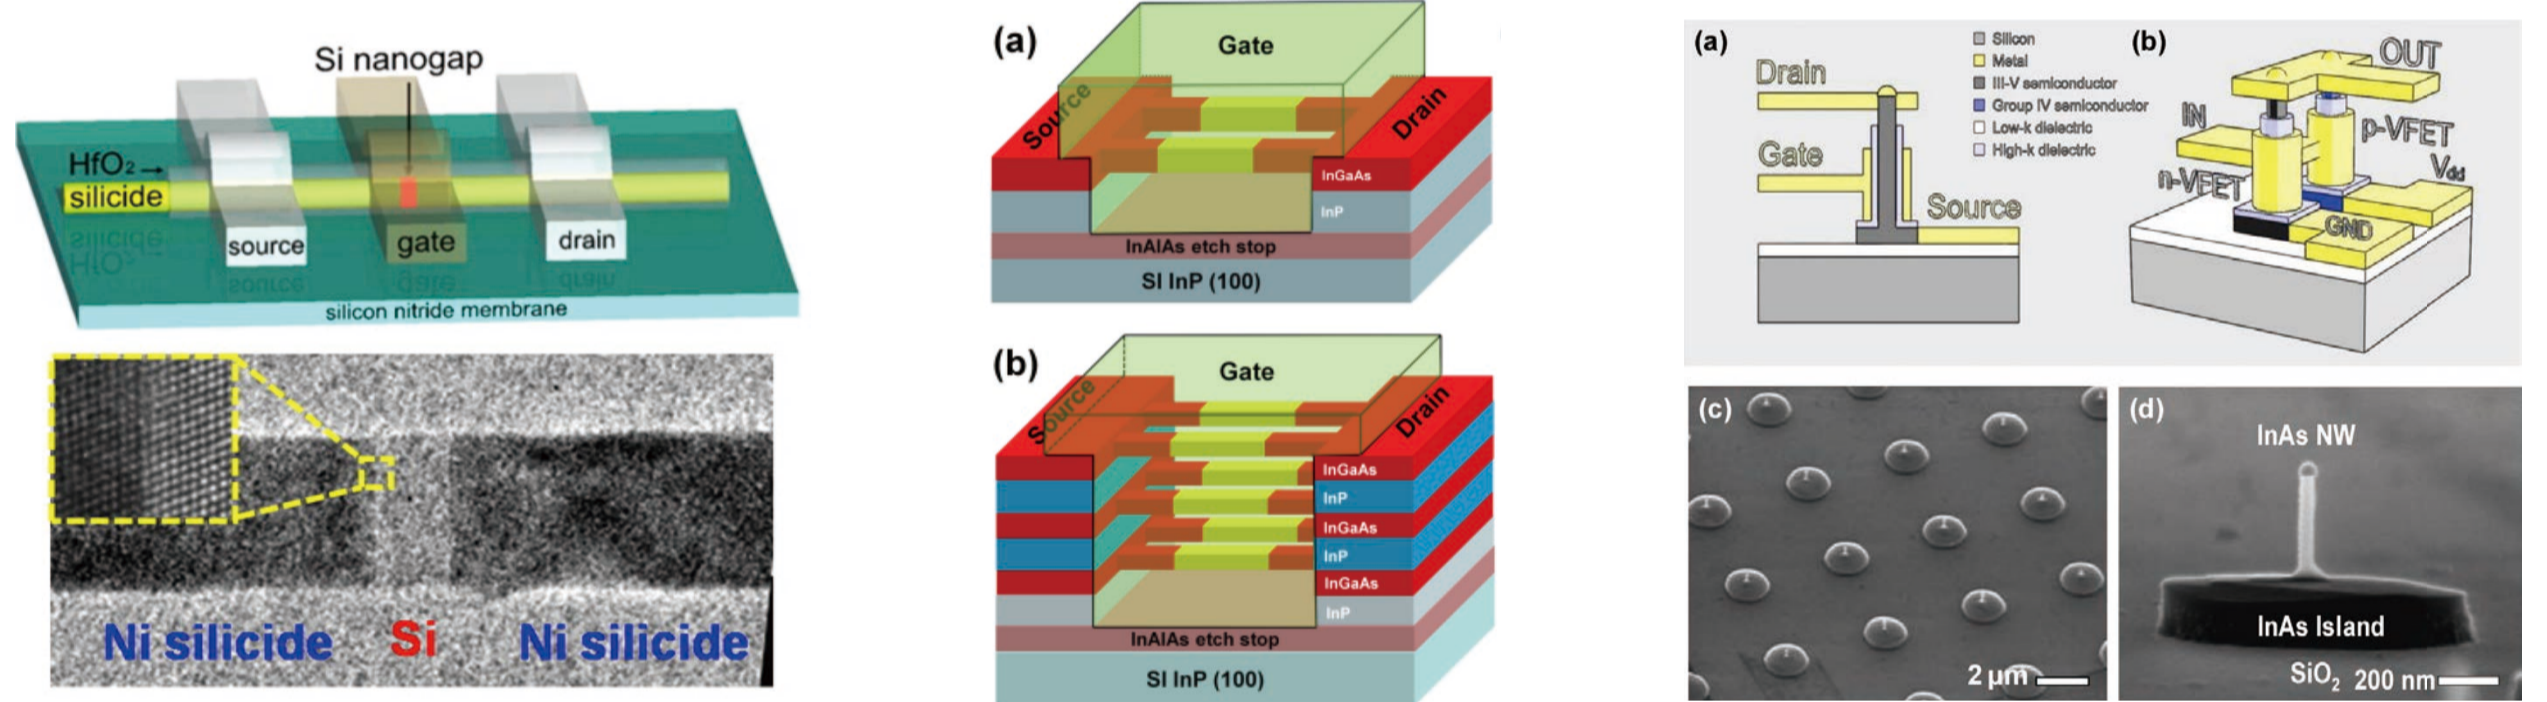 Si nanogap
HfO₂
silicide
source
gate
drain
silicon nitride membrane
Ni silicide
Si
Ni silicide
(a)
Gate
Source
Drain
InGaAs
InP
InAlAs etch stop
SI InP (100)
(b)
Gate
Source
Drain
InGaAs
InP
InGaAs
InP
InGaAs
InP
InAlAs etch stop
SI InP (100)
(a)
Drain
Gate
Source
Silicon
Metal
III-V semiconductor
Group IV semiconductor
Low-k dielectric
High-k dielectric
(b)
OUT
IN
p-VFET
n-VFET
Vdd
GND
(c)
2 µm
(d)
InAs NW
InAs Island
SiO₂
200 nm